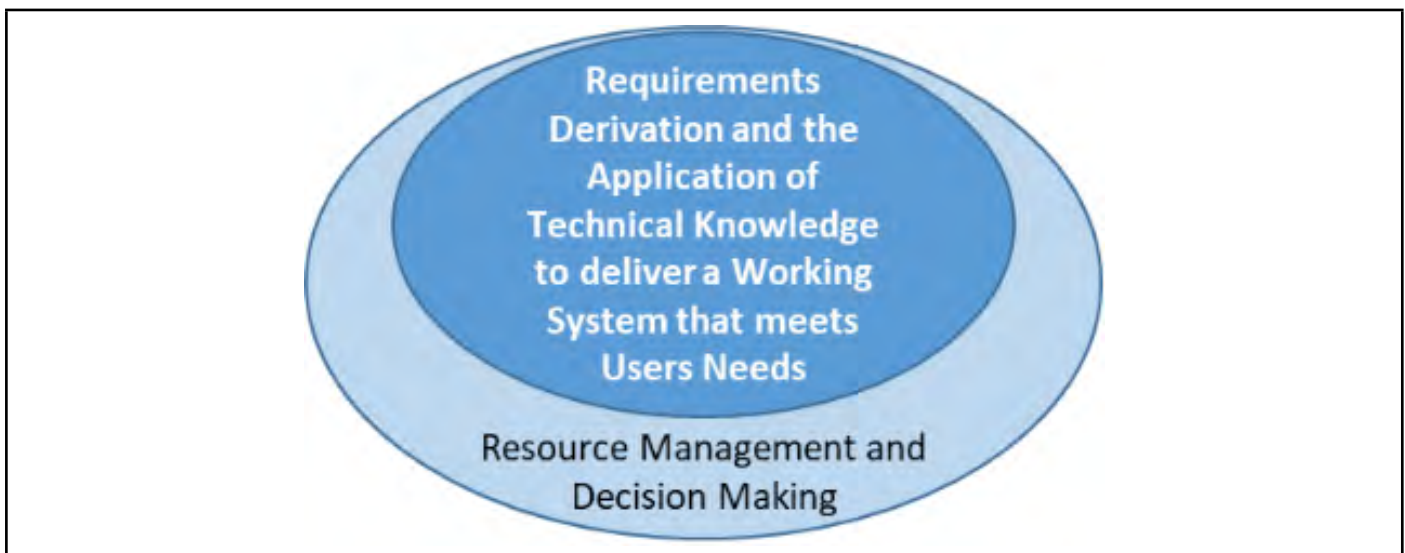 Requirements
Derivation and the
Application of
Technical Knowledge
to deliver a Working
System that meets
Users Needs
Resource Management and
Decision Making